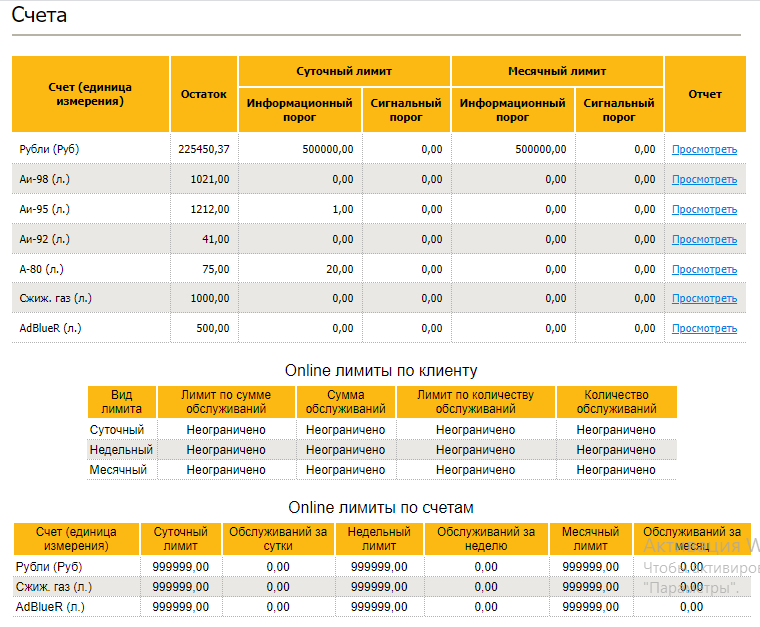 Счета
Счет (единица измерения) Остаток Суточный лимит Месячный лимит Отчет
Информационный порог Сигнальный порог Информационный порог Сигнальный порог
Рубли (Руб) 225450,37 500000,00 0,00 500000,00 0,00 Просмотреть
Аи-98 (л.) 1021,00 0,00 0,00 0,00 0,00 Просмотреть
Аи-95 (л.) 1212,00 1,00 0,00 0,00 0,00 Просмотреть
Аи-92 (л.) 41,00 0,00 0,00 0,00 0,00 Просмотреть
А-80 (л.) 75,00 20,00 0,00 0,00 0,00 Просмотреть
Сжиж. газ (л.) 1000,00 0,00 0,00 0,00 0,00 Просмотреть
AdBlueR (л.) 500,00 0,00 0,00 0,00 0,00 Просмотреть
Online лимиты по клиенту
Вид лимита Лимит по сумме обслуживаний Сумма обслуживаний Лимит по количеству обслуживаний Количество обслуживаний
Суточный Неограничено Неограничено Неограничено Неограничено
Недельный Неограничено Неограничено Неограничено Неограничено
Месячный Неограничено Неограничено Неограничено Неограничено
Online лимиты по счетам
Счет (единица измерения) Суточный лимит Обслуживаний за сутки Недельный лимит Обслуживаний за неделю Месячный лимит Обслуживаний за месяц
Рубли (Руб) 999999,00 0,00 999999,00 0,00 999999,00 0,00
Сжиж. газ (л.) 999999,00 0,00 999999,00 0,00 999999,00 0,00
AdBlueR (л.) 999999,00 0,00 999999,00 0,00 999999,00 0,00
Активация W
Чтобы активиров
"Параметры".